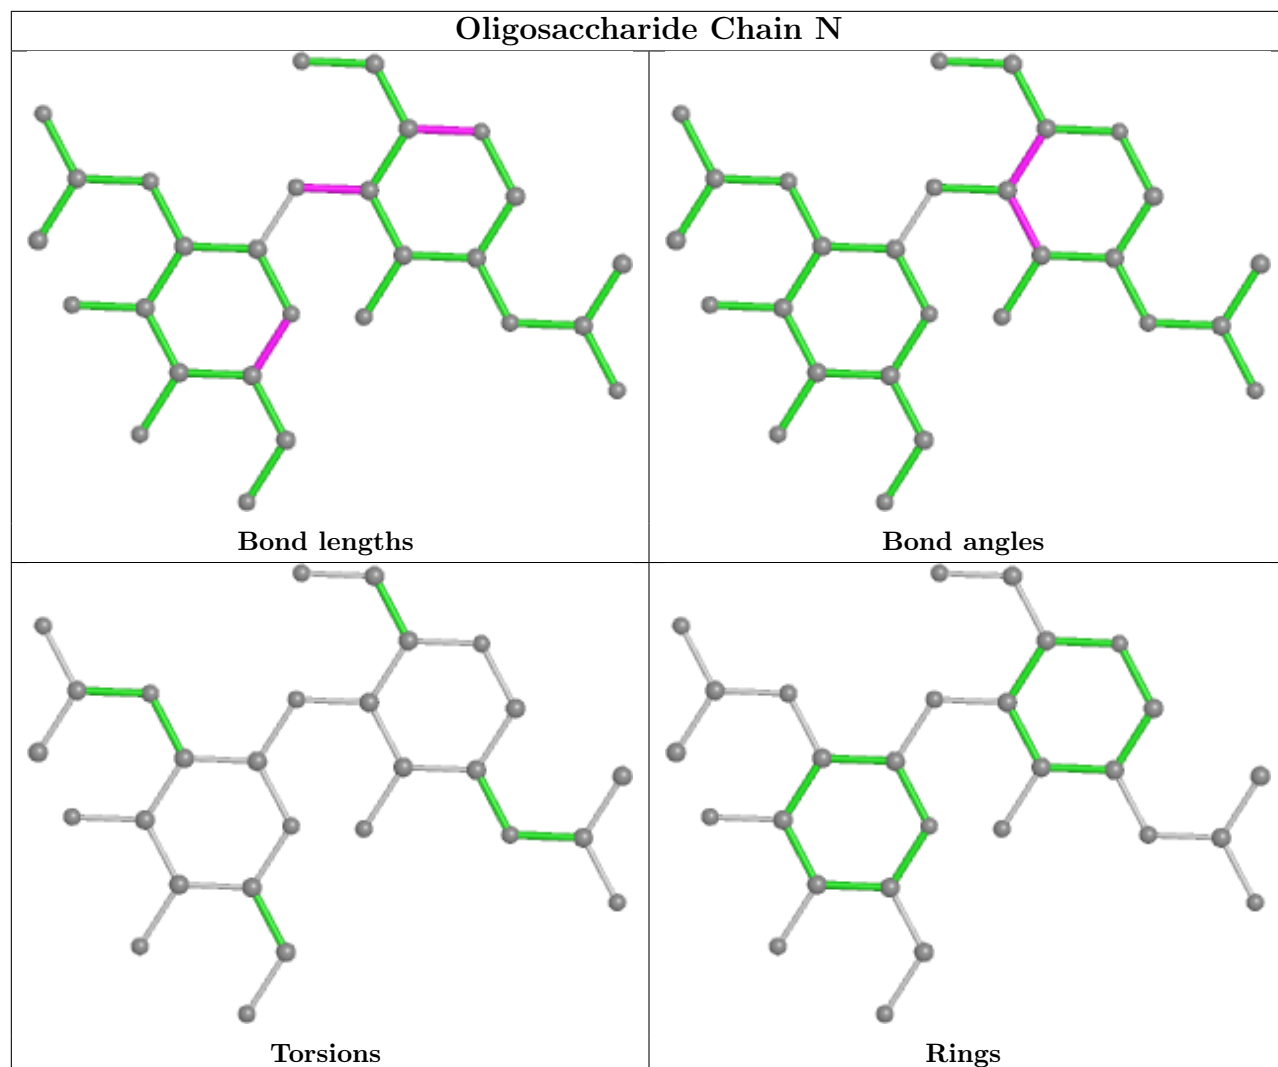 Oligosaccharide Chain N
Bond lengths
Bond angles
Torsions
Rings